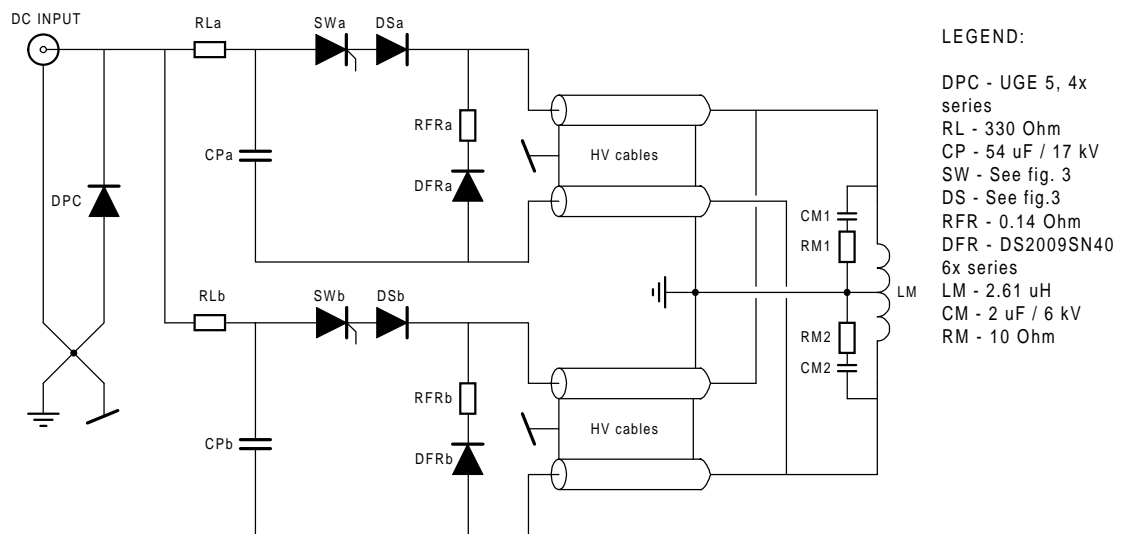 DC INPUT
RLa
SWa
DSa
CPa
RFRa
DFRa
DPC
HV cables
CM1
RM1
LM
RM2
CM2
RLb
SWb
DSb
CPb
RFRb
DFRb
HV cables
LEGEND:
DPC - UGE 5, 4x
series
RL - 330 Ohm
CP - 54 uF / 17 kV
SW - See fig. 3
DS - See fig.3
RFR - 0.14 Ohm
DFR - DS2009SN40
6x series
LM - 2.61 uH
CM - 2 uF / 6 kV
RM - 10 Ohm